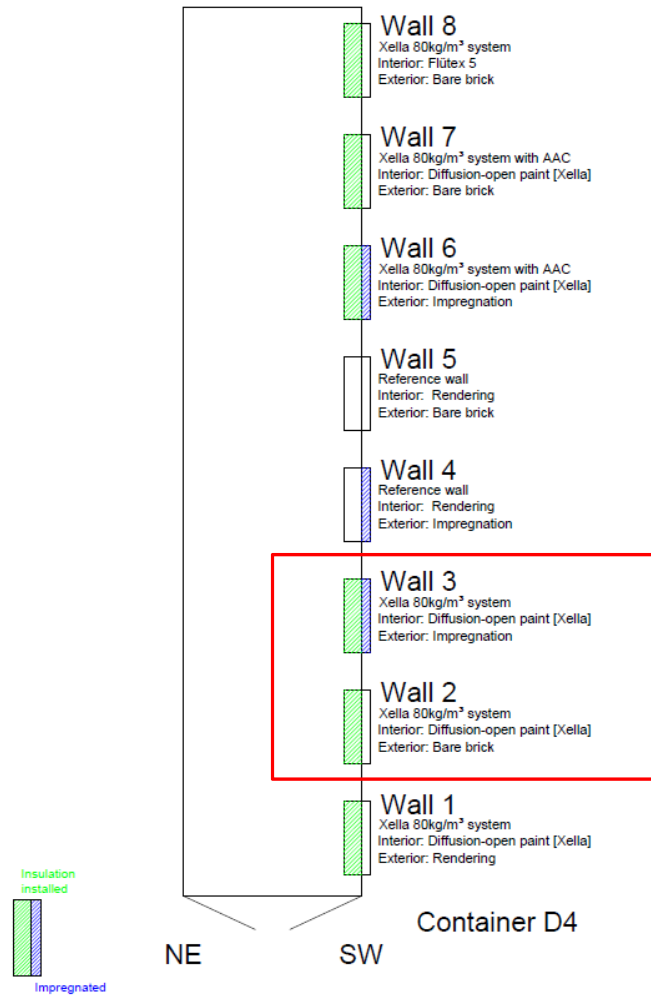 Wall 8
Xella 80kg/m³ system
Interior: Flütex 5
Exterior: Bare brick
Wall 7
Xella 80kg/m³ system with AAC
Interior: Diffusion-open paint [Xella]
Exterior: Bare brick
Wall 6
Xella 80kg/m³ system with AAC
Interior: Diffusion-open paint [Xella]
Exterior: Impregnation
Wall 5
Reference wall
Interior: Rendering
Exterior: Bare brick
Wall 4
Reference wall
Interior: Rendering
Exterior: Impregnation
Wall 3
Xella 80kg/m³ system
Interior: Diffusion-open paint [Xella]
Exterior: Impregnation
Wall 2
Xella 80kg/m³ system
Interior: Diffusion-open paint [Xella]
Exterior: Bare brick
Wall 1
Xella 80kg/m³ system
Interior: Diffusion-open paint [Xella]
Exterior: Rendering
Insulation
installed
Container D4
NE
SW
Impregnated